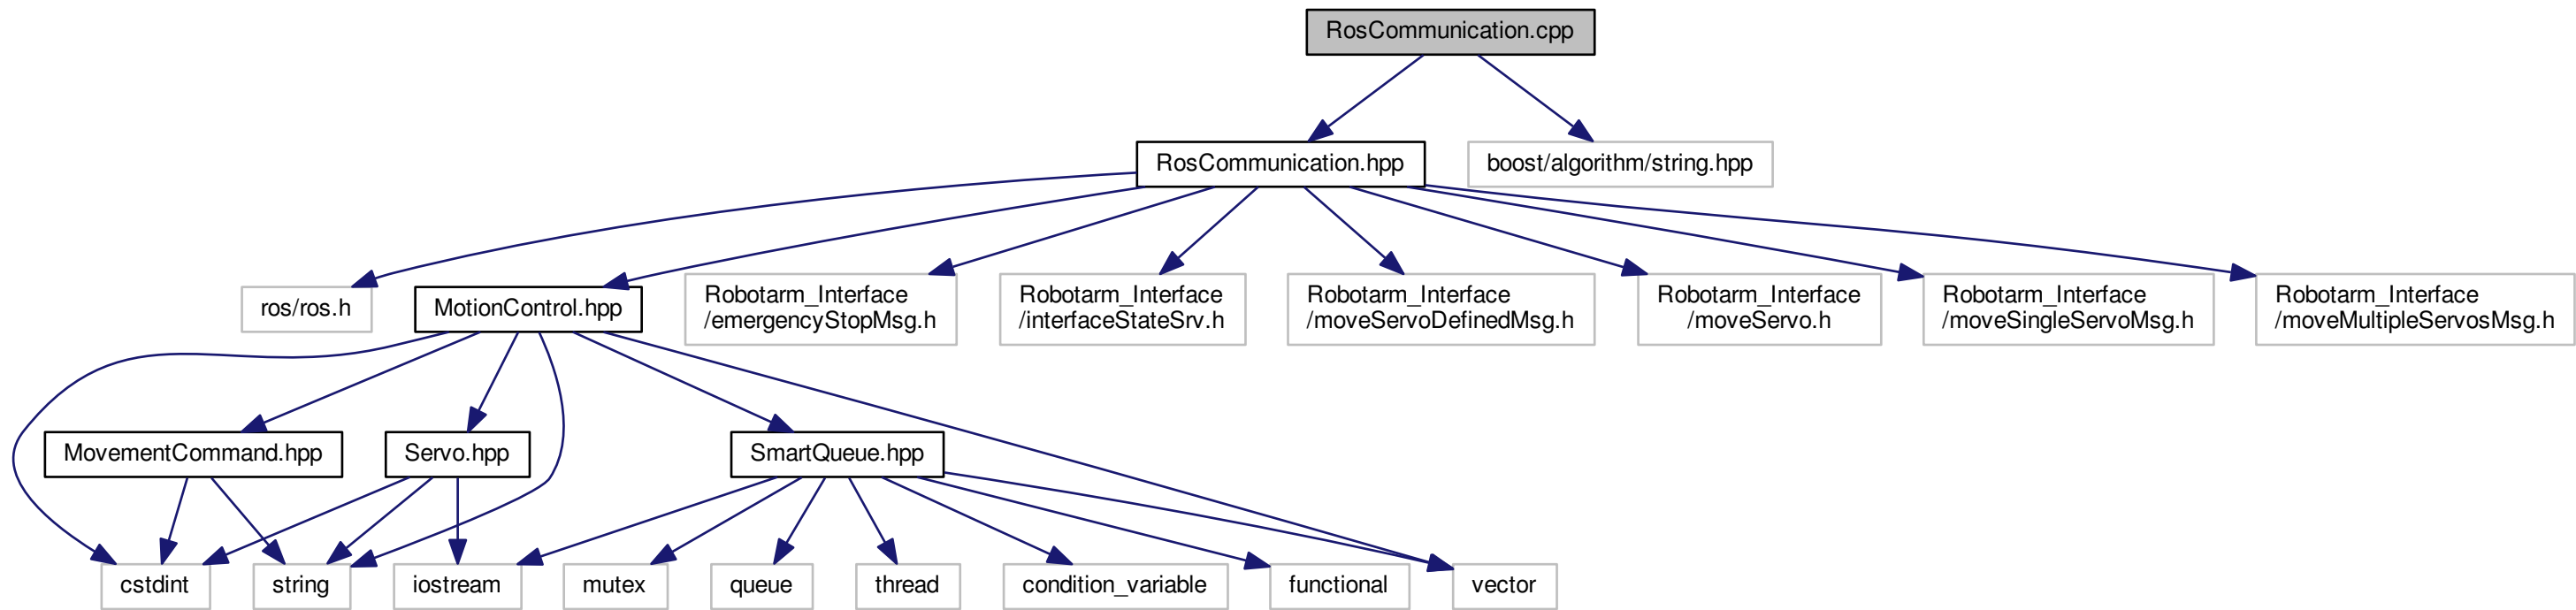 RosCommunication.cpp
RosCommunication.hpp
boost/algorithm/string.hpp
ros/ros.h
MotionControl.hpp
Robotarm_Interface
/emergencyStopMsg.h
Robotarm_Interface
/interfaceStateSrv.h
Robotarm_Interface
/moveServoDefinedMsg.h
Robotarm_Interface
/moveServo.h
Robotarm_Interface
/moveSingleServoMsg.h
Robotarm_Interface
/moveMultipleServosMsg.h
MovementCommand.hpp
Servo.hpp
SmartQueue.hpp
cstdint
string
iostream
mutex
queue
thread
condition_variable
functional
vector